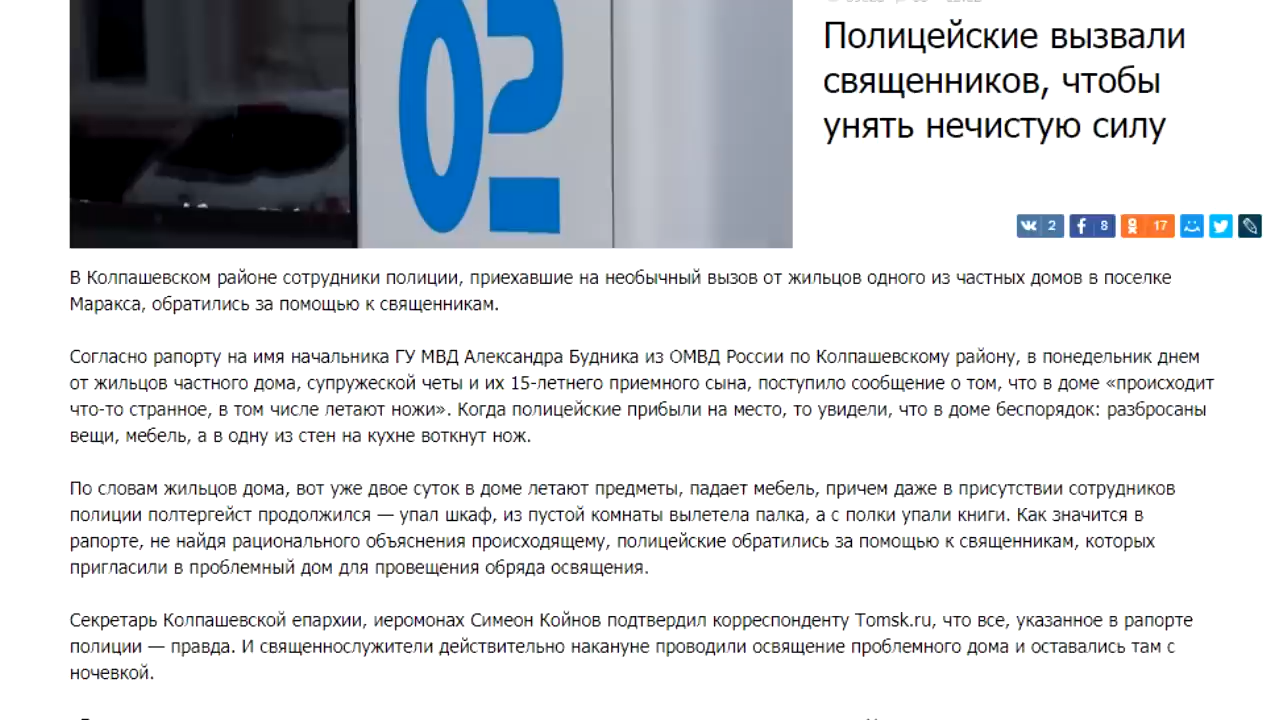 02
Полицейские вызвали
священников, чтобы
унять нечистую силу
2 8 17
В Колпашевском районе сотрудники полиции, приехавшие на необычный вызов от жильцов одного из частных домов в поселке
Маракса, обратились за помощью к священникам.
Согласно рапорту на имя начальника ГУ МВД Александра Будника из ОМВД России по Колпашевскому району, в понедельник днем
от жильцов частного дома, супружеской четы и их 15-летнего приемного сына, поступило сообщение о том, что в доме «происходит
что-то странное, в том числе летают ножи». Когда полицейские прибыли на место, то увидели, что в доме беспорядок: разбросаны
вещи, мебель, а в одну из стен на кухне воткнут нож.
По словам жильцов дома, вот уже двое суток в доме летают предметы, падает мебель, причем даже в присутствии сотрудников
полиции полтергейст продолжился — упал шкаф, из пустой комнаты вылетела палка, а с полки упали книги. Как значится в
рапорте, не найдя рационального объяснения происходящему, полицейские обратились за помощью к священникам, которых
пригласили в проблемный дом для провещения обряда освящения.
Секретарь Колпашевской епархии, иеромонах Симеон Койнов подтвердил корреспонденту Tomsk.ru, что все, указанное в рапорте
полиции — правда. И священнослужители действительно накануне проводили освящение проблемного дома и оставались там с
ночевкой.